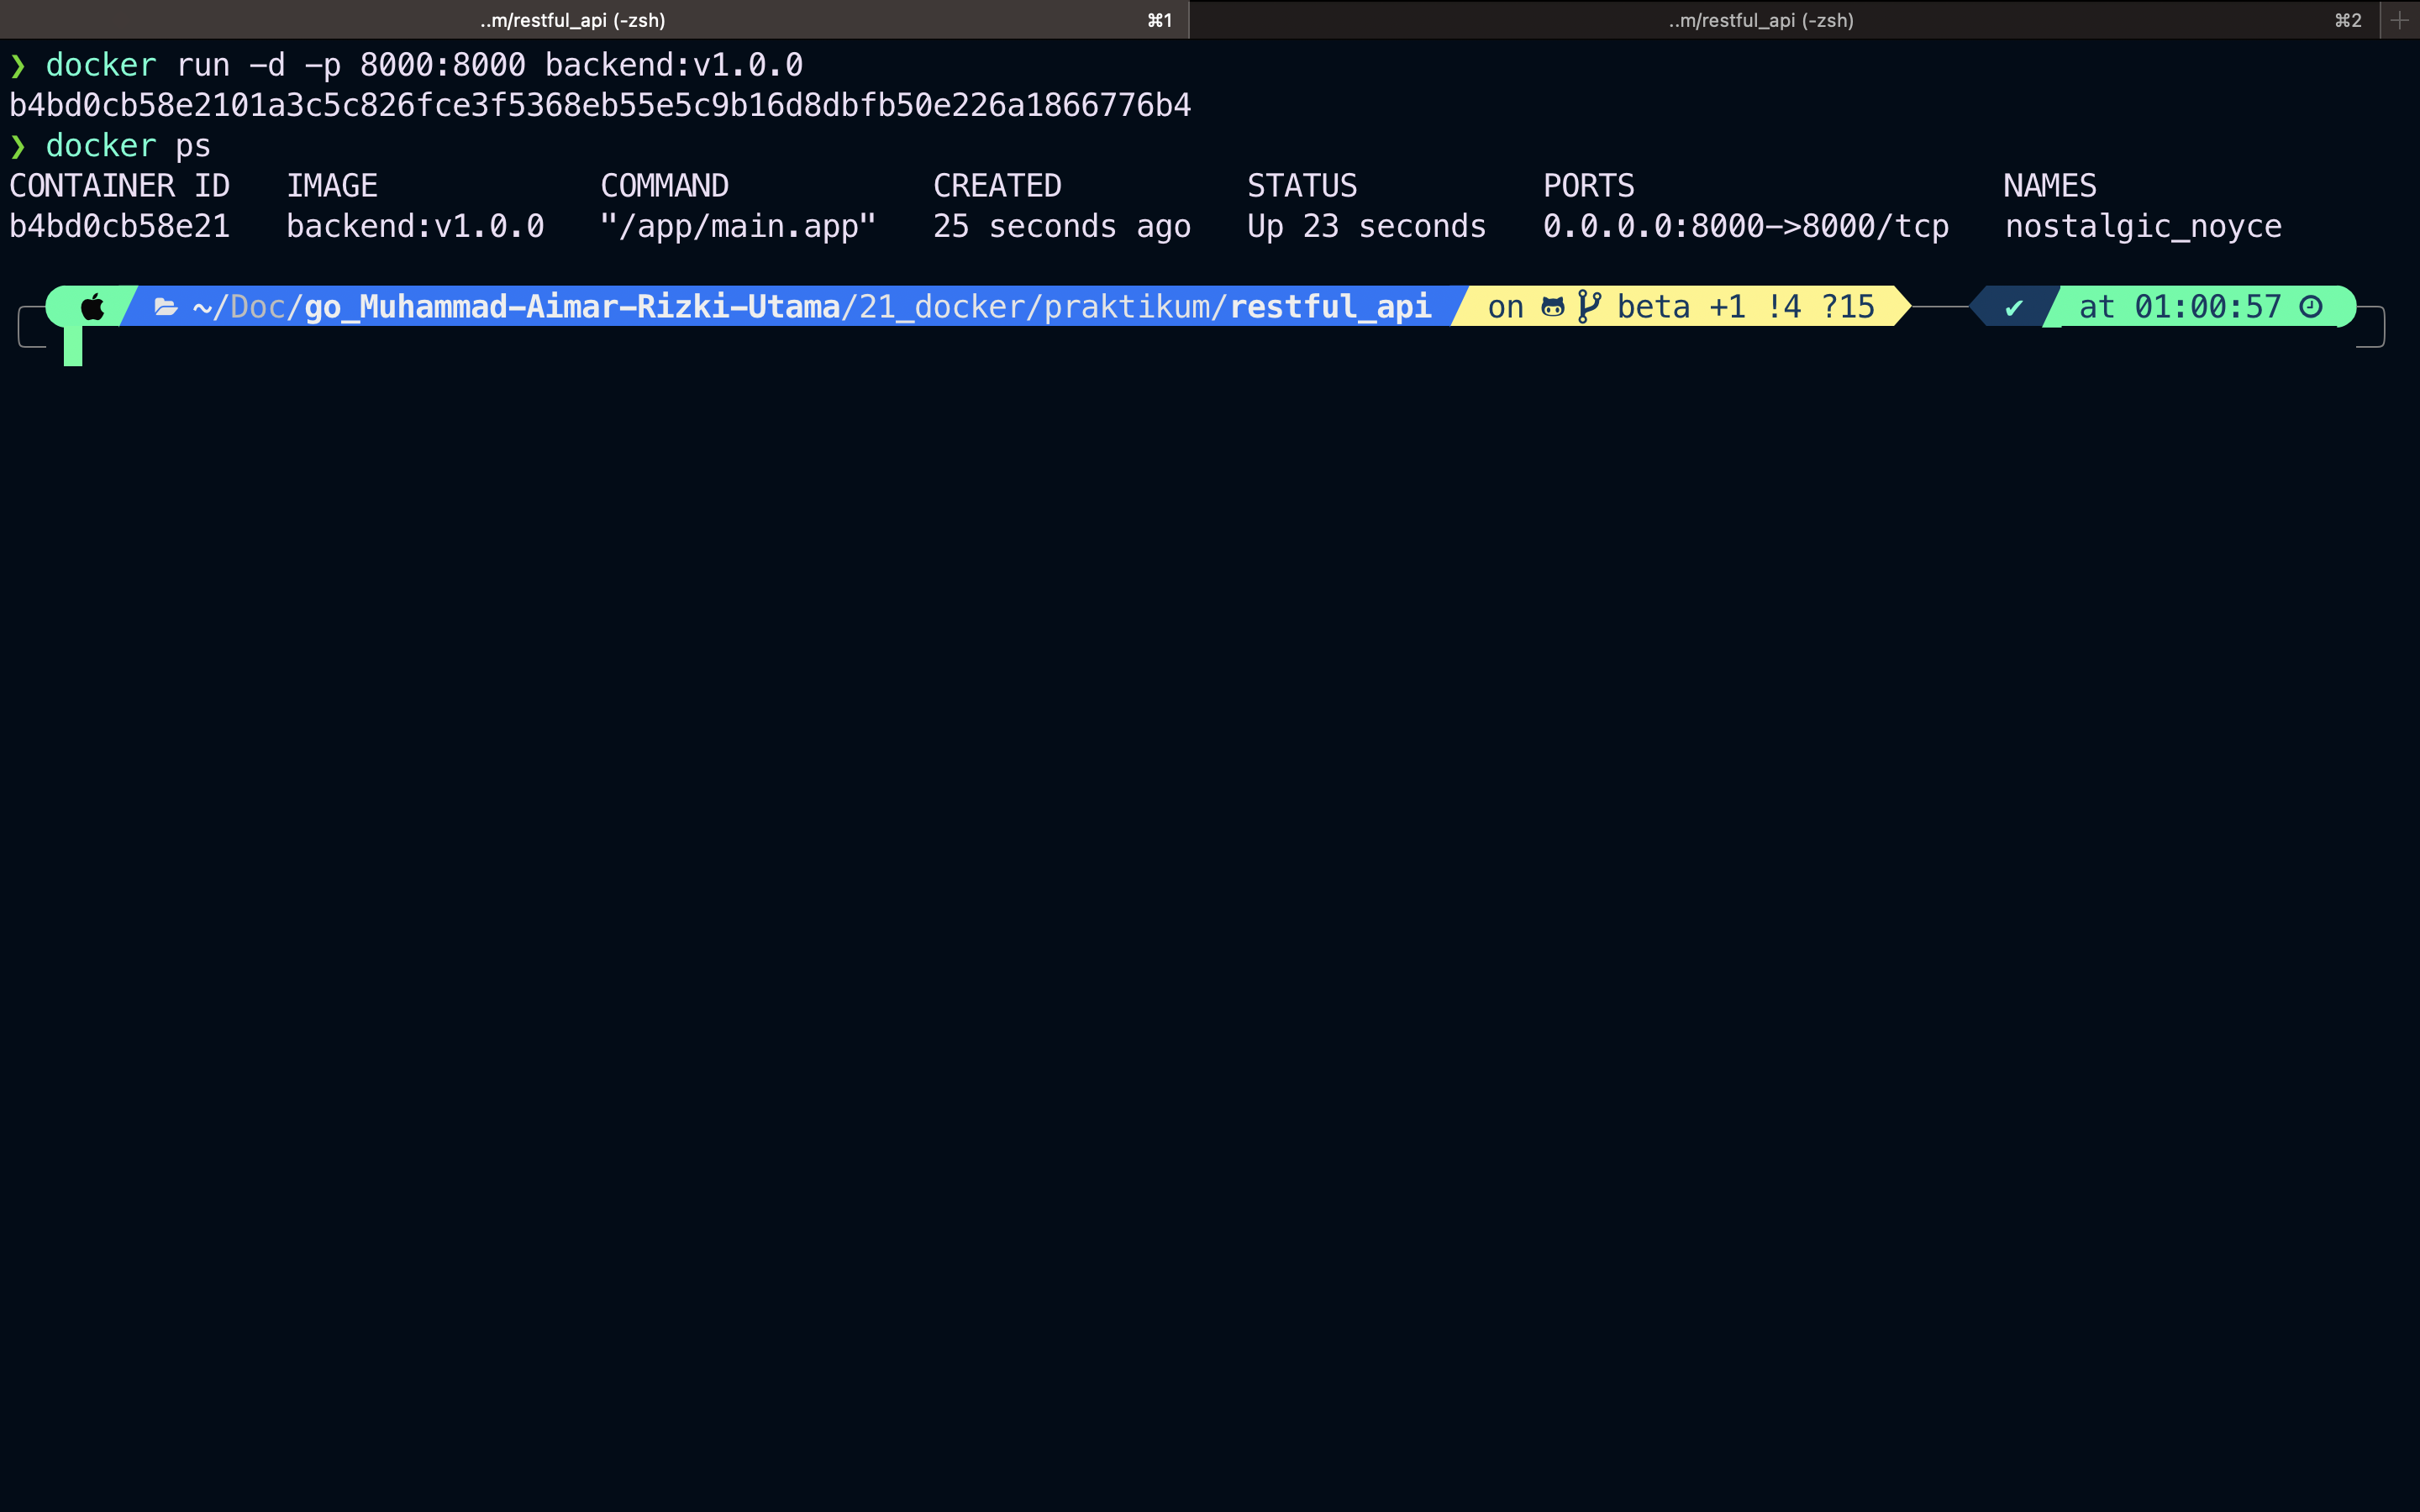 ..m/restful_api (-zsh) ⌘1 ..m/restful_api (-zsh) ⌘2
❯ docker run -d -p 8000:8000 backend:v1.0.0
b4bd0cb58e2101a3c5c826fce3f5368eb55e5c9b16d8dbfb50e226a1866776b4
❯ docker ps
CONTAINER ID   IMAGE            COMMAND           CREATED          STATUS          PORTS                    NAMES
b4bd0cb58e21   backend:v1.0.0   "/app/main.app"   25 seconds ago   Up 23 seconds   0.0.0.0:8000->8000/tcp   nostalgic_noyce
~/Doc/go_Muhammad-Aimar-Rizki-Utama/21_docker/praktikum/restful_api on beta +1 !4 ?15 ✔ at 01:00:57